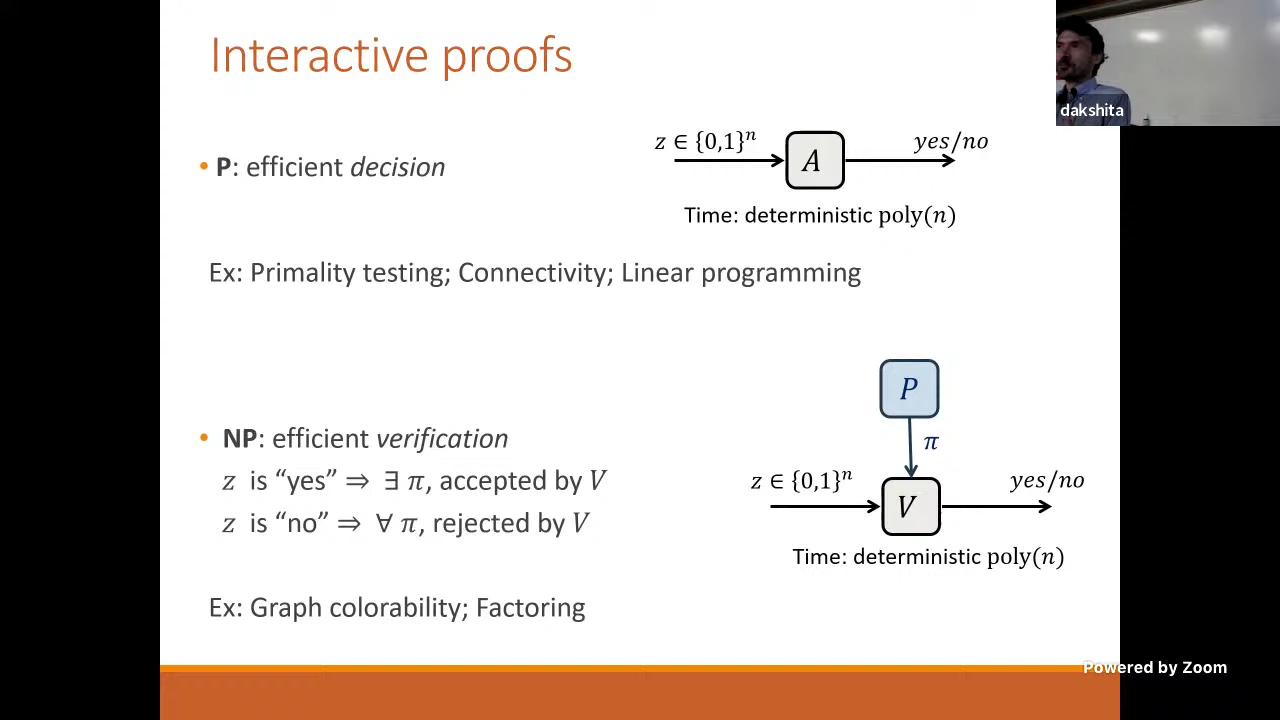 Interactive proofs
dakshita
z ∈ {0,1}ⁿ
A
yes/no
• P: efficient decision
Time: deterministic poly(n)
Ex: Primality testing; Connectivity; Linear programming
P
π
• NP: efficient verification
z is “yes” ⇒ ∃ π, accepted by V
z is “no” ⇒ ∀ π, rejected by V
z ∈ {0,1}ⁿ
V
yes/no
Time: deterministic poly(n)
Ex: Graph colorability; Factoring
Powered by Zoom